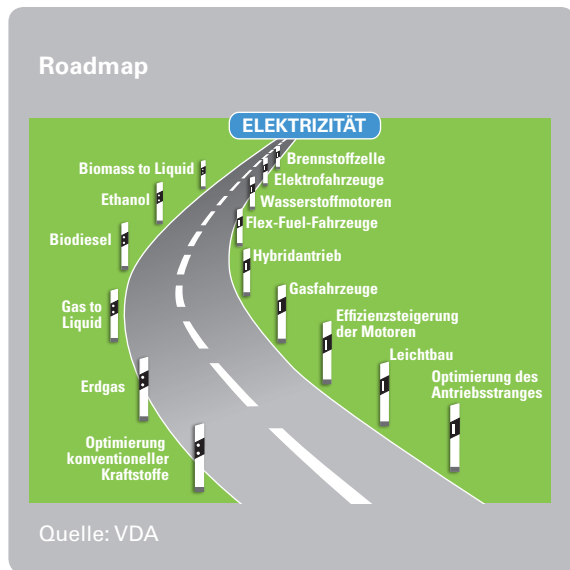 Roadmap
ELEKTRIZITÄT
Biomass to Liquid
Ethanol
Biodiesel
Gas to
Liquid
Erdgas
Optimierung
konventioneller
Kraftstoffe
Brennstoffzelle
Elektrofahrzeuge
Wasserstoffmotoren
Flex-Fuel-Fahrzeuge
Hybridantrieb
Gasfahrzeuge
Effizienzsteigerung
der Motoren
Leichtbau
Optimierung des
Antriebsstranges
Quelle: VDA